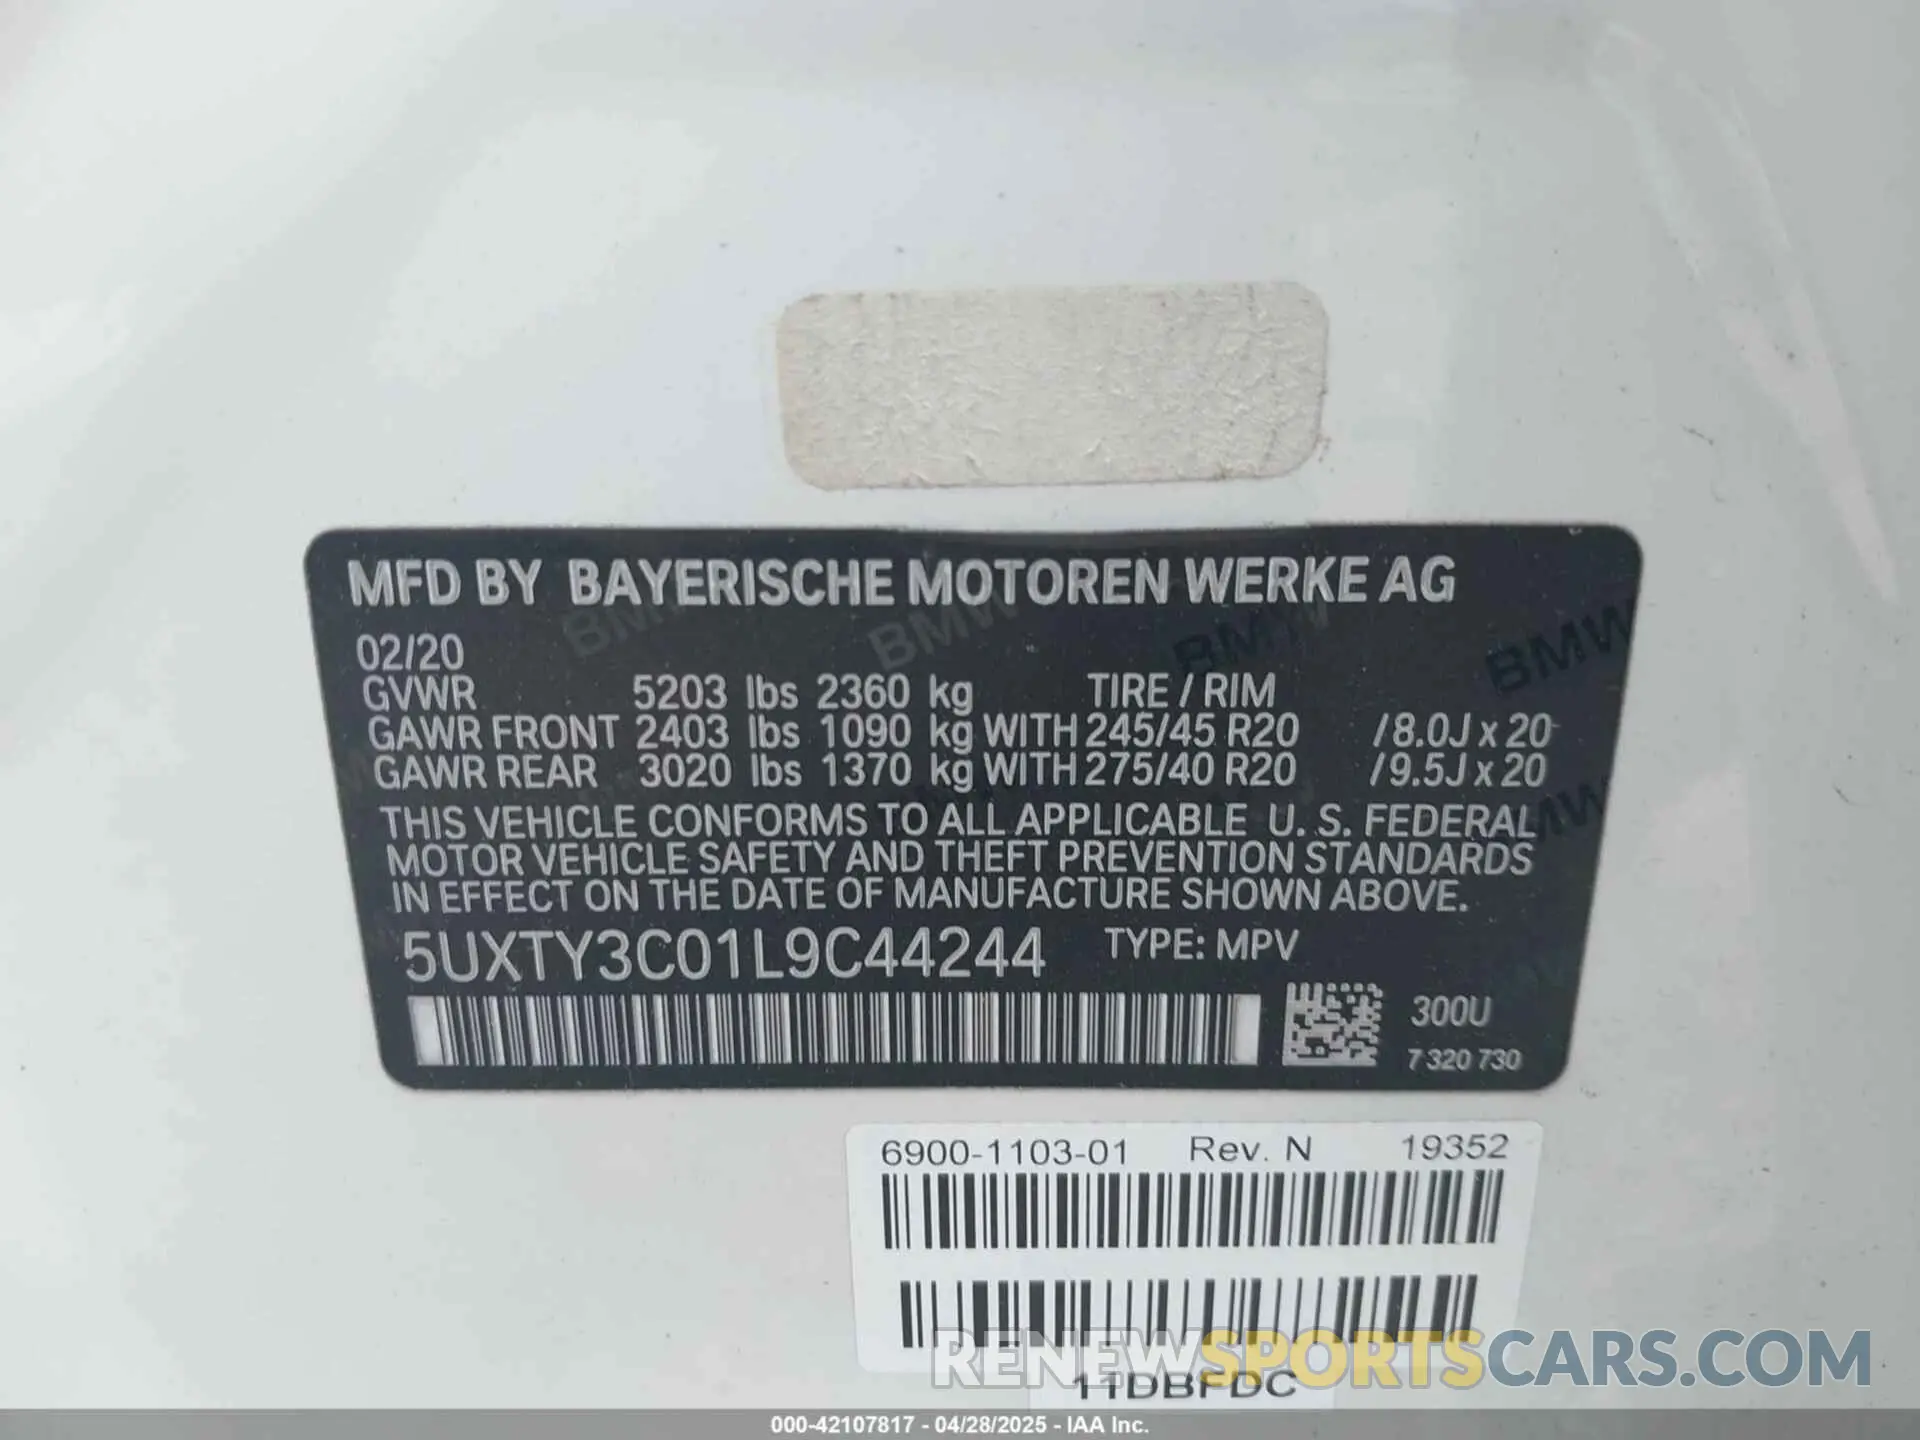 MFD BY BAYERISCHE MOTOREN WERKE AG
02/20
GVWR 5203 lbs 2360 kg TIRE / RIM
GAWR FRONT 2403 lbs 1090 kg WITH 245/45 R20 /8.0J x 20
GAWR REAR 3020 lbs 1370 kg WITH 275/40 R20 /9.5J x 20
THIS VEHICLE CONFORMS TO ALL APPLICABLE U. S. FEDERAL
MOTOR VEHICLE SAFETY AND THEFT PREVENTION STANDARDS
IN EFFECT ON THE DATE OF MANUFACTURE SHOWN ABOVE.
5UXTY3C01L9C44244 TYPE: MPV
300U
7 320 730
6900-1103-01 Rev. N 19352
RENEWSPORTSCARS.COM
11DBFDC
000-42107817 - 04/28/2025 - IAA Inc.